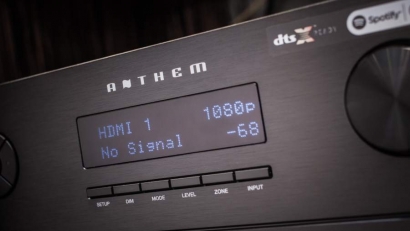 dts X
Spotify
ANTHEM
HDMI 1 1080p
No Signal -68
SETUP DIM MODE LEVEL ZONE INPUT